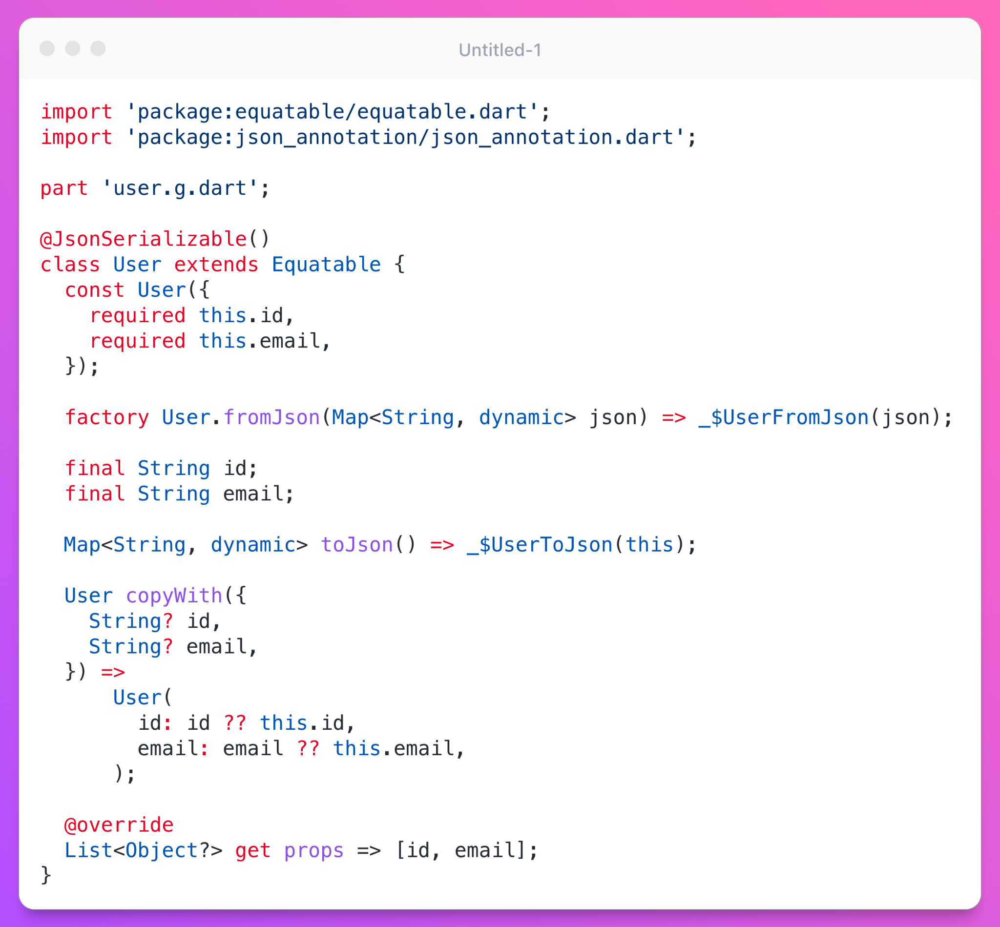 Untitled-1
import 'package:equatable/equatable.dart';
import 'package:json_annotation/json_annotation.dart';
part 'user.g.dart';
@JsonSerializable()
class User extends Equatable {
  const User({
    required this.id,
    required this.email,
  });
  factory User.fromJson(Map<String, dynamic> json) => _$UserFromJson(json);
  final String id;
  final String email;
  Map<String, dynamic> toJson() => _$UserToJson(this);
  User copyWith({
    String? id,
    String? email,
  }) =>
      User(
        id: id ?? this.id,
        email: email ?? this.email,
      );
  @override
  List<Object?> get props => [id, email];
}